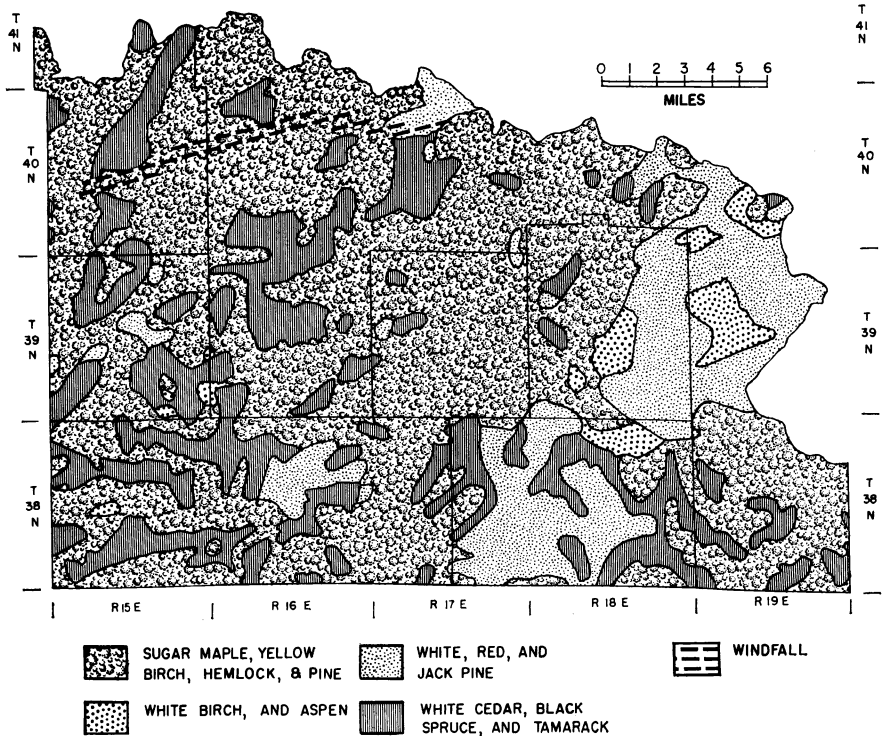 T
41
N
T
41
N
0 1 2 3 4 5 6
MILES
T
40
N
T
40
N
T
39
N
T
39
N
T
38
N
T
38
N
R 15 E R 16 E R 17 E R 18 E R 19 E
SUGAR MAPLE, YELLOW
BIRCH, HEMLOCK, & PINE
WHITE, RED, AND
JACK PINE
WINDFALL
WHITE BIRCH, AND ASPEN
WHITE CEDAR, BLACK
SPRUCE, AND TAMARACK